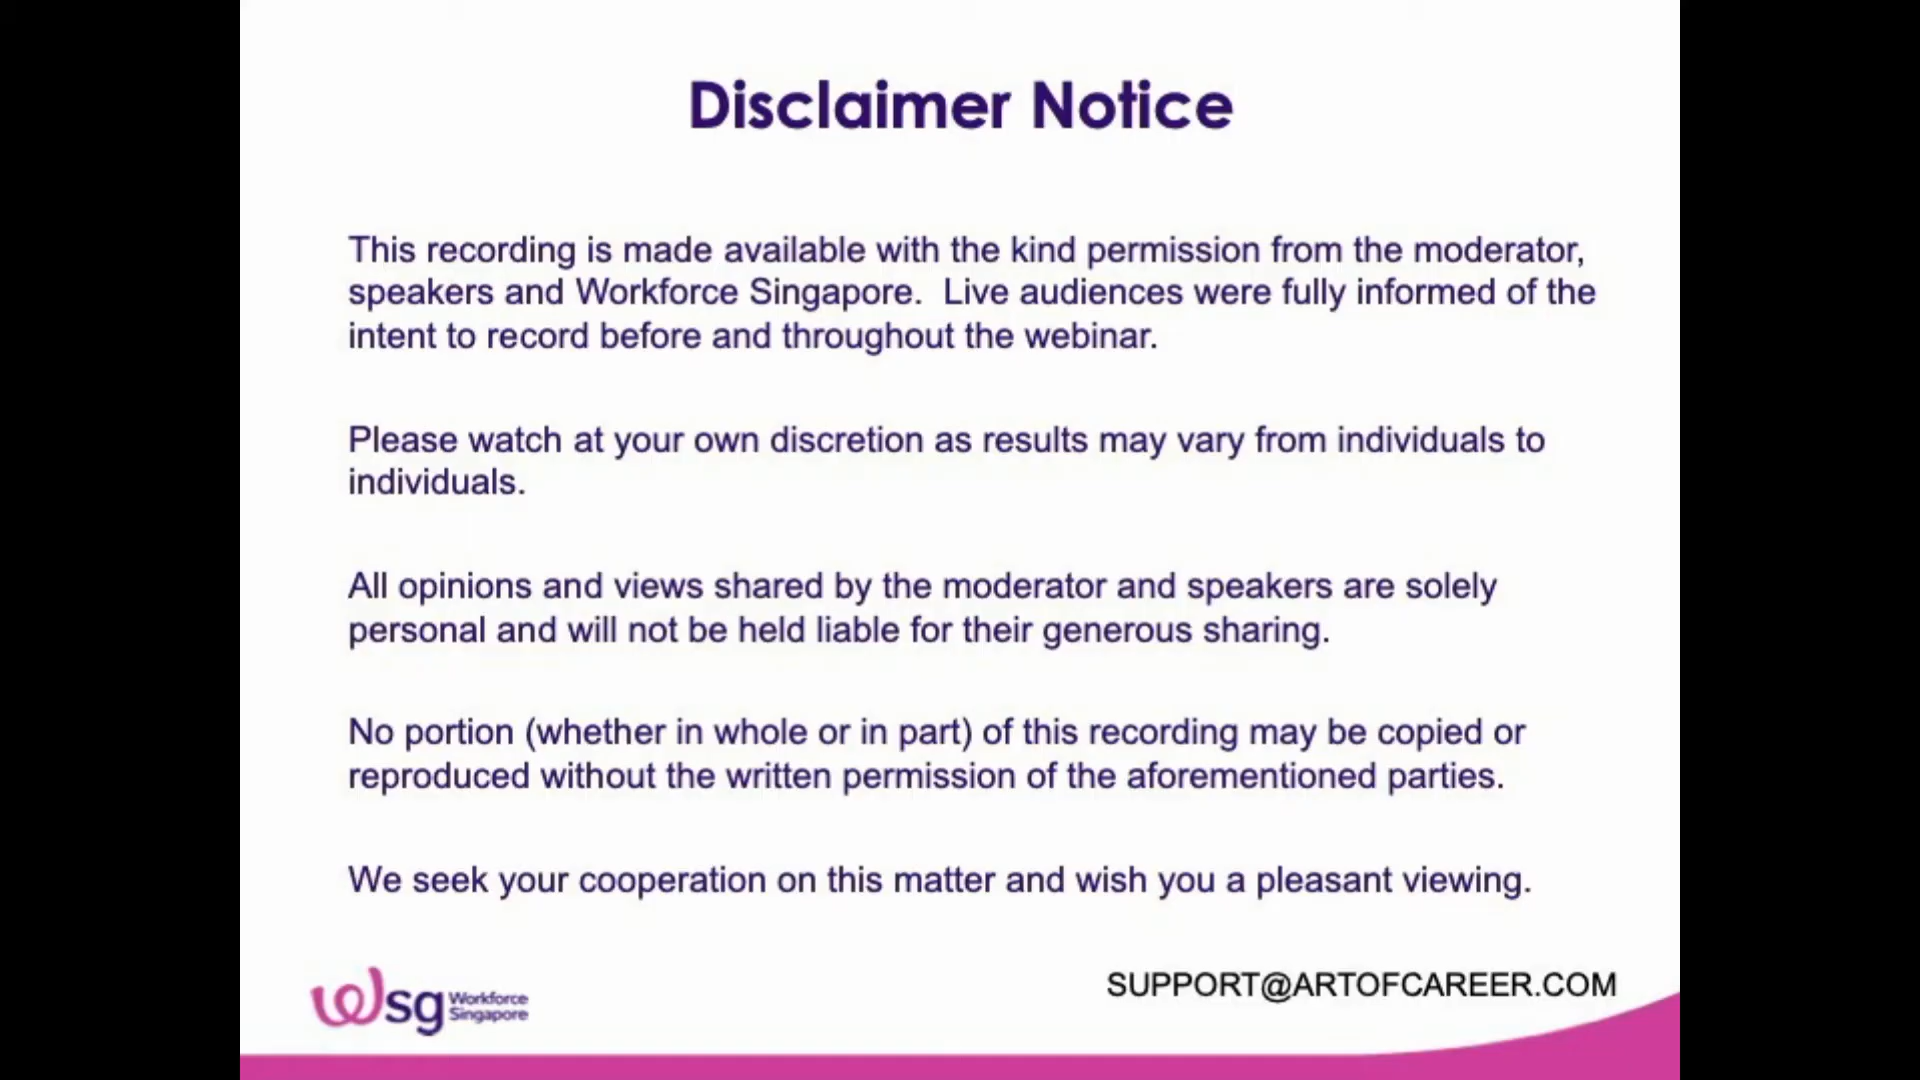 Disclaimer Notice
This recording is made available with the kind permission from the moderator,
speakers and Workforce Singapore.  Live audiences were fully informed of the
intent to record before and throughout the webinar.
Please watch at your own discretion as results may vary from individuals to
individuals.
All opinions and views shared by the moderator and speakers are solely
personal and will not be held liable for their generous sharing.
No portion (whether in whole or in part) of this recording may be copied or
reproduced without the written permission of the aforementioned parties.
We seek your cooperation on this matter and wish you a pleasant viewing.
wsg Workforce
Singapore
SUPPORT@ARTOFCAREER.COM